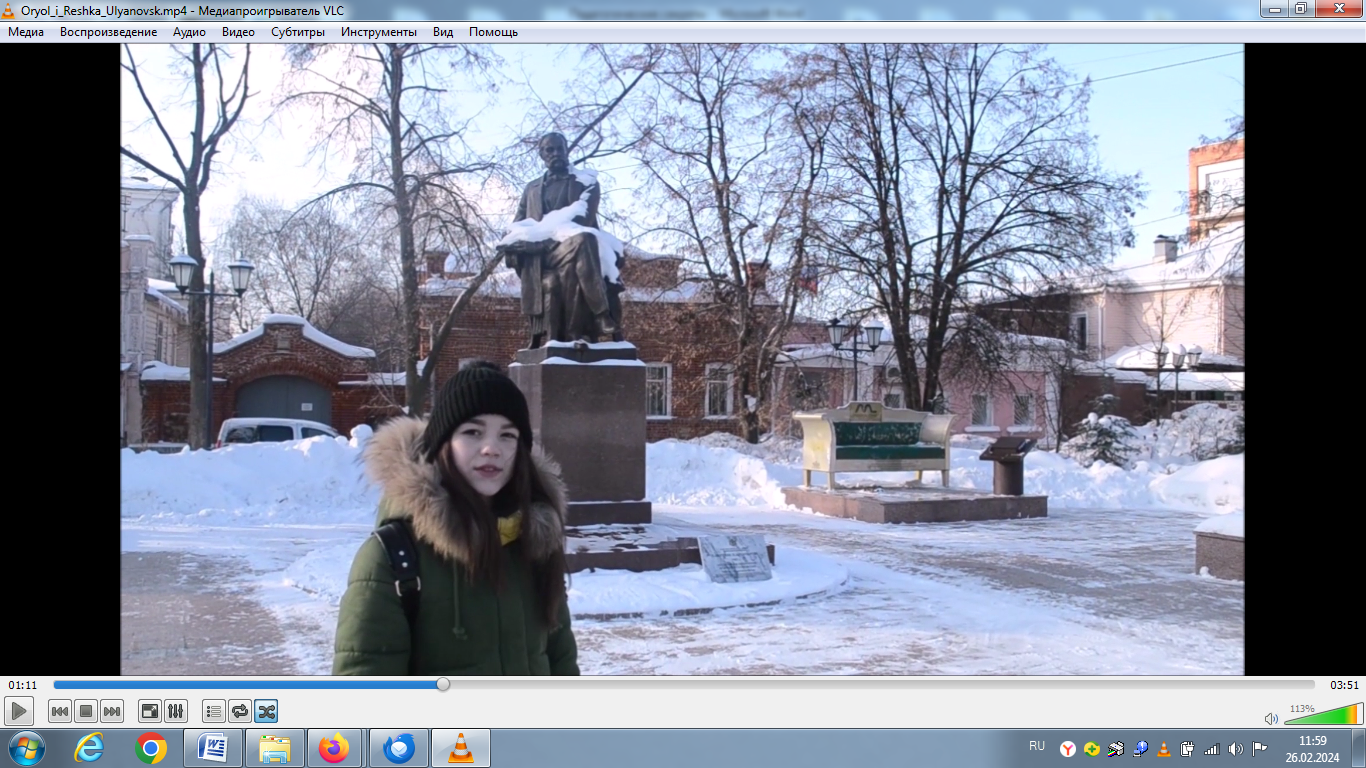 Oryol_i_Reshka_Ulyanovsk.mp4 - Медиапроигрыватель VLC
Медиа Воспроизведение Аудио Видео Субтитры Инструменты Вид Помощь
01:11
03:51
113%
RU
11:59
26.02.2024